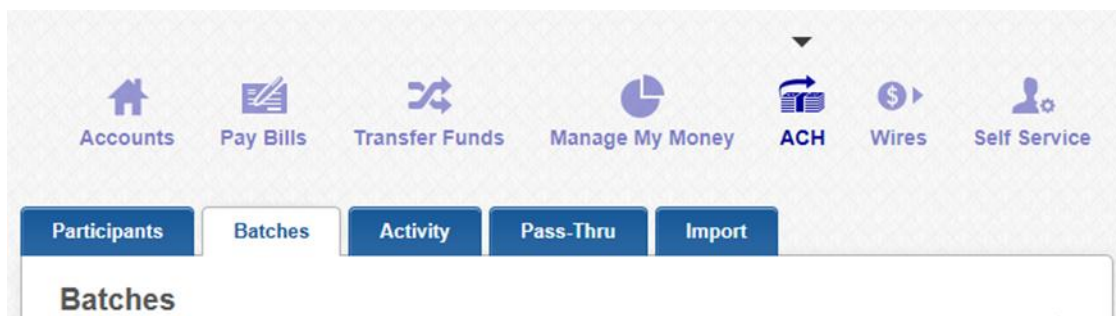 Accounts Pay Bills Transfer Funds Manage My Money ACH Wires Self Service
Participants Batches Activity Pass-Thru Import
Batches